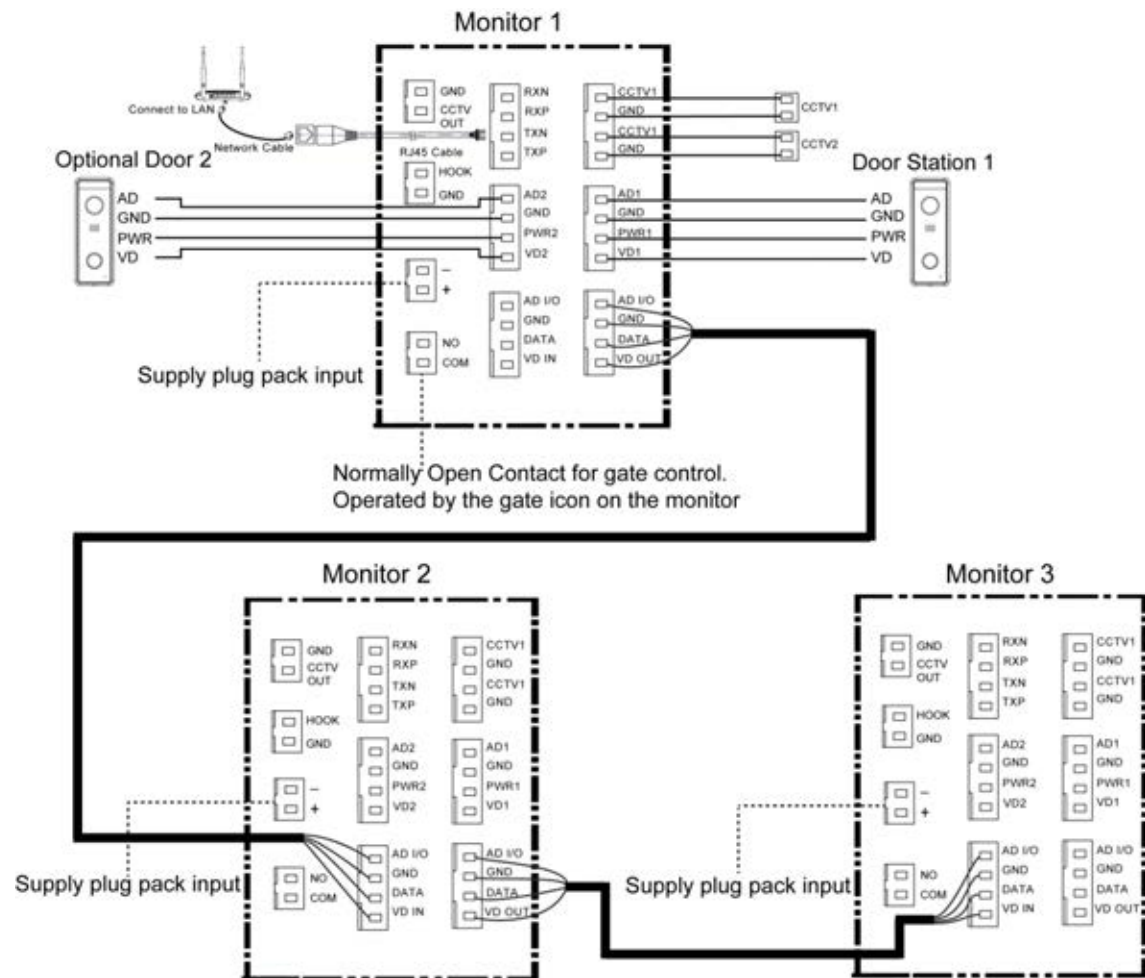 Monitor 1
Connect to LAN
Network Cable
RJ45 Cable
GND
CCTV
OUT
HOOK
GND
RXN
RXP
TXN
TXP
CCTV1
GND
CCTV1
GND
CCTV1
CCTV2
Optional Door 2
AD
GND
PWR
VD
AD2
GND
PWR2
VD2
AD1
GND
PWR1
VD1
Door Station 1
AD
GND
PWR
VD
–
+
NO
COM
AD I/O
GND
DATA
VD IN
AD I/O
GND
DATA
VD OUT
Supply plug pack input
Normally Open Contact for gate control.
Operated by the gate icon on the monitor
Monitor 2
GND
CCTV
OUT
HOOK
GND
–
+
NO
COM
RXN
RXP
TXN
TXP
AD2
GND
PWR2
VD2
AD I/O
GND
DATA
VD IN
CCTV1
GND
CCTV1
GND
AD1
GND
PWR1
VD1
AD I/O
GND
DATA
VD OUT
Supply plug pack input
Monitor 3
GND
CCTV
OUT
HOOK
GND
–
+
NO
COM
RXN
RXP
TXN
TXP
AD2
GND
PWR2
VD2
AD I/O
GND
DATA
VD IN
CCTV1
GND
CCTV1
GND
AD1
GND
PWR1
VD1
AD I/O
GND
DATA
VD OUT
Supply plug pack input